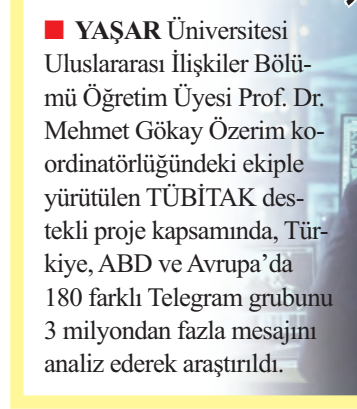 ■ YAŞAR Üniversitesi
Uluslararası İlişkiler Bölü-
mü Öğretim Üyesi Prof. Dr.
Mehmet Gökay Özerim ko-
ordinatörlüğündeki ekiple
yürütülen TÜBİTAK des-
tekli proje kapsamında, Tür-
kiye, ABD ve Avrupa’da
180 farklı Telegram grubunu
3 milyondan fazla mesajını
analiz ederek araştırıldı.